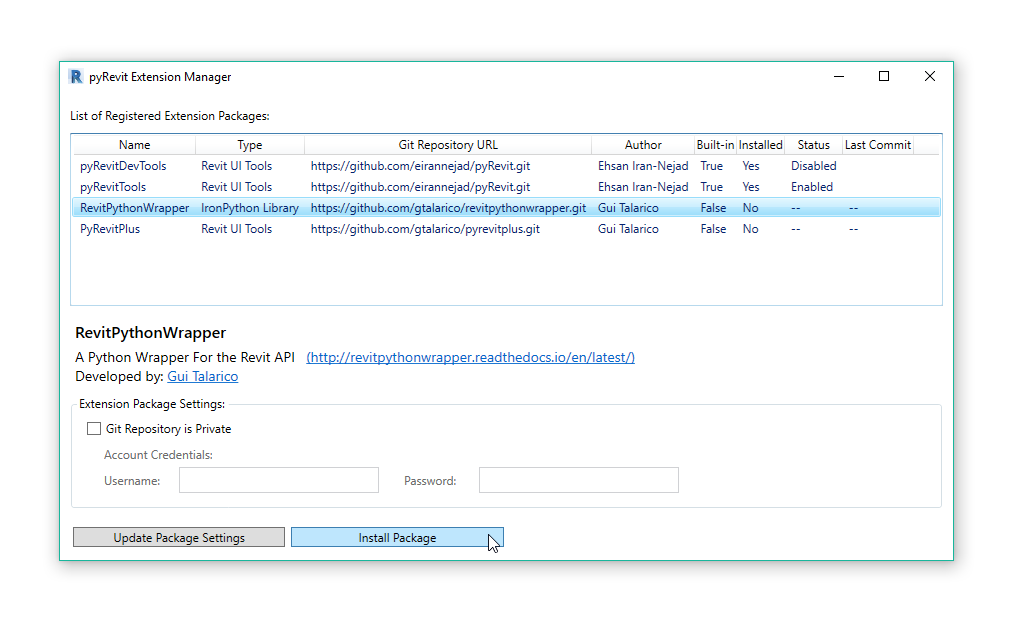 R pyRevit Extension Manager
List of Registered Extension Packages:
Name Type Git Repository URL Author Built-in Installed Status Last Commit
pyRevitDevTools Revit UI Tools https://github.com/eirannejad/pyRevit.git Ehsan Iran-Nejad True Yes Disabled
pyRevitTools Revit UI Tools https://github.com/eirannejad/pyRevit.git Ehsan Iran-Nejad True Yes Enabled
RevitPythonWrapper IronPython Library https://github.com/gtalarico/revitpythonwrapper.git Gui Talarico False No -- --
PyRevitPlus Revit UI Tools https://github.com/gtalarico/pyrevitplus.git Gui Talarico False No -- --
RevitPythonWrapper
A Python Wrapper For the Revit API (http://revitpythonwrapper.readthedocs.io/en/latest/)
Developed by: Gui Talarico
Extension Package Settings:
Git Repository is Private
Account Credentials:
Username: Password:
Update Package Settings Install Package